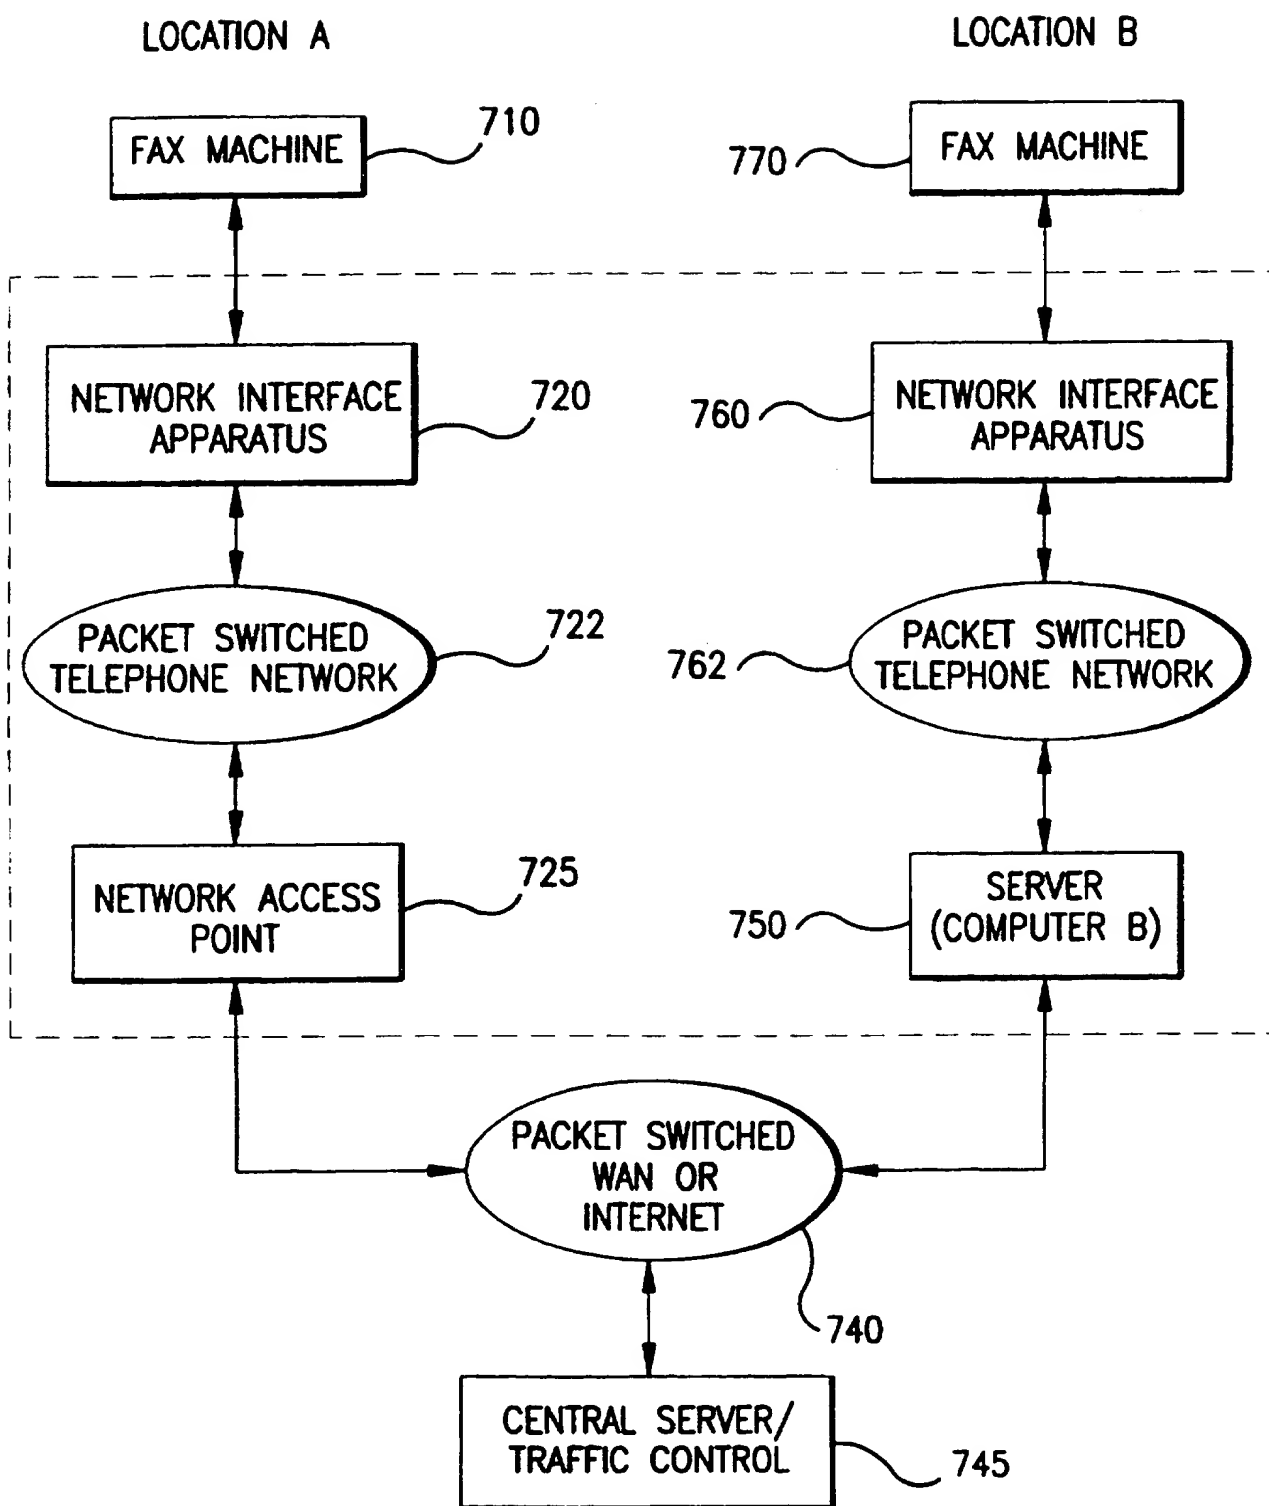 LOCATION A
LOCATION B
FAX MACHINE
710
770
FAX MACHINE
NETWORK INTERFACE
APPARATUS
720
760
NETWORK INTERFACE
APPARATUS
PACKET SWITCHED
TELEPHONE NETWORK
722
762
PACKET SWITCHED
TELEPHONE NETWORK
NETWORK ACCESS
POINT
725
750
SERVER
(COMPUTER B)
PACKET SWITCHED
WAN OR
INTERNET
740
CENTRAL SERVER/
TRAFFIC CONTROL
745